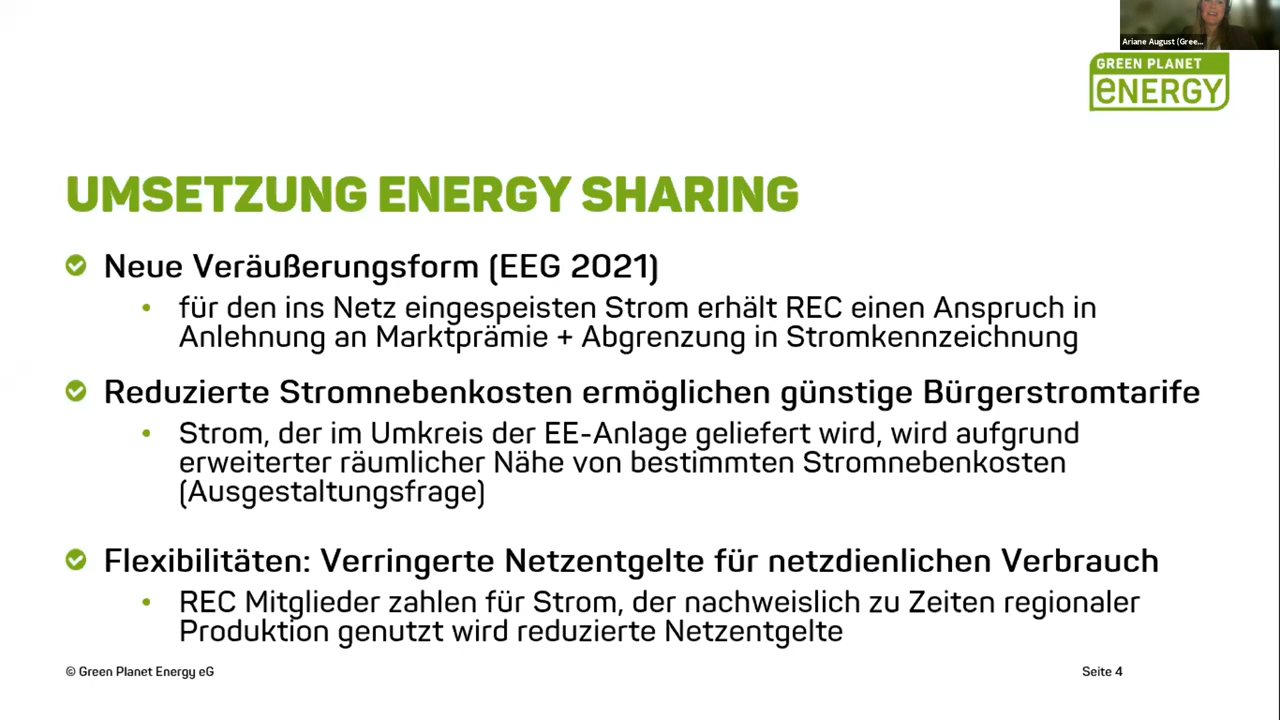 Ariane August (Gree...
GREEN PLANET
eNERGY
UMSETZUNG ENERGY SHARING
Neue Veräußerungsform (EEG 2021)
• für den ins Netz eingespeisten Strom erhält REC einen Anspruch in
Anlehnung an Marktprämie + Abgrenzung in Stromkennzeichnung
Reduzierte Stromnebenkosten ermöglichen günstige Bürgerstromtarife
• Strom, der im Umkreis der EE-Anlage geliefert wird, wird aufgrund
erweiterter räumlicher Nähe von bestimmten Stromnebenkosten
(Ausgestaltungsfrage)
Flexibilitäten: Verringerte Netzentgelte für netzdienlichen Verbrauch
• REC Mitglieder zahlen für Strom, der nachweislich zu Zeiten regionaler
Produktion genutzt wird reduzierte Netzentgelte
© Green Planet Energy eG
Seite 4